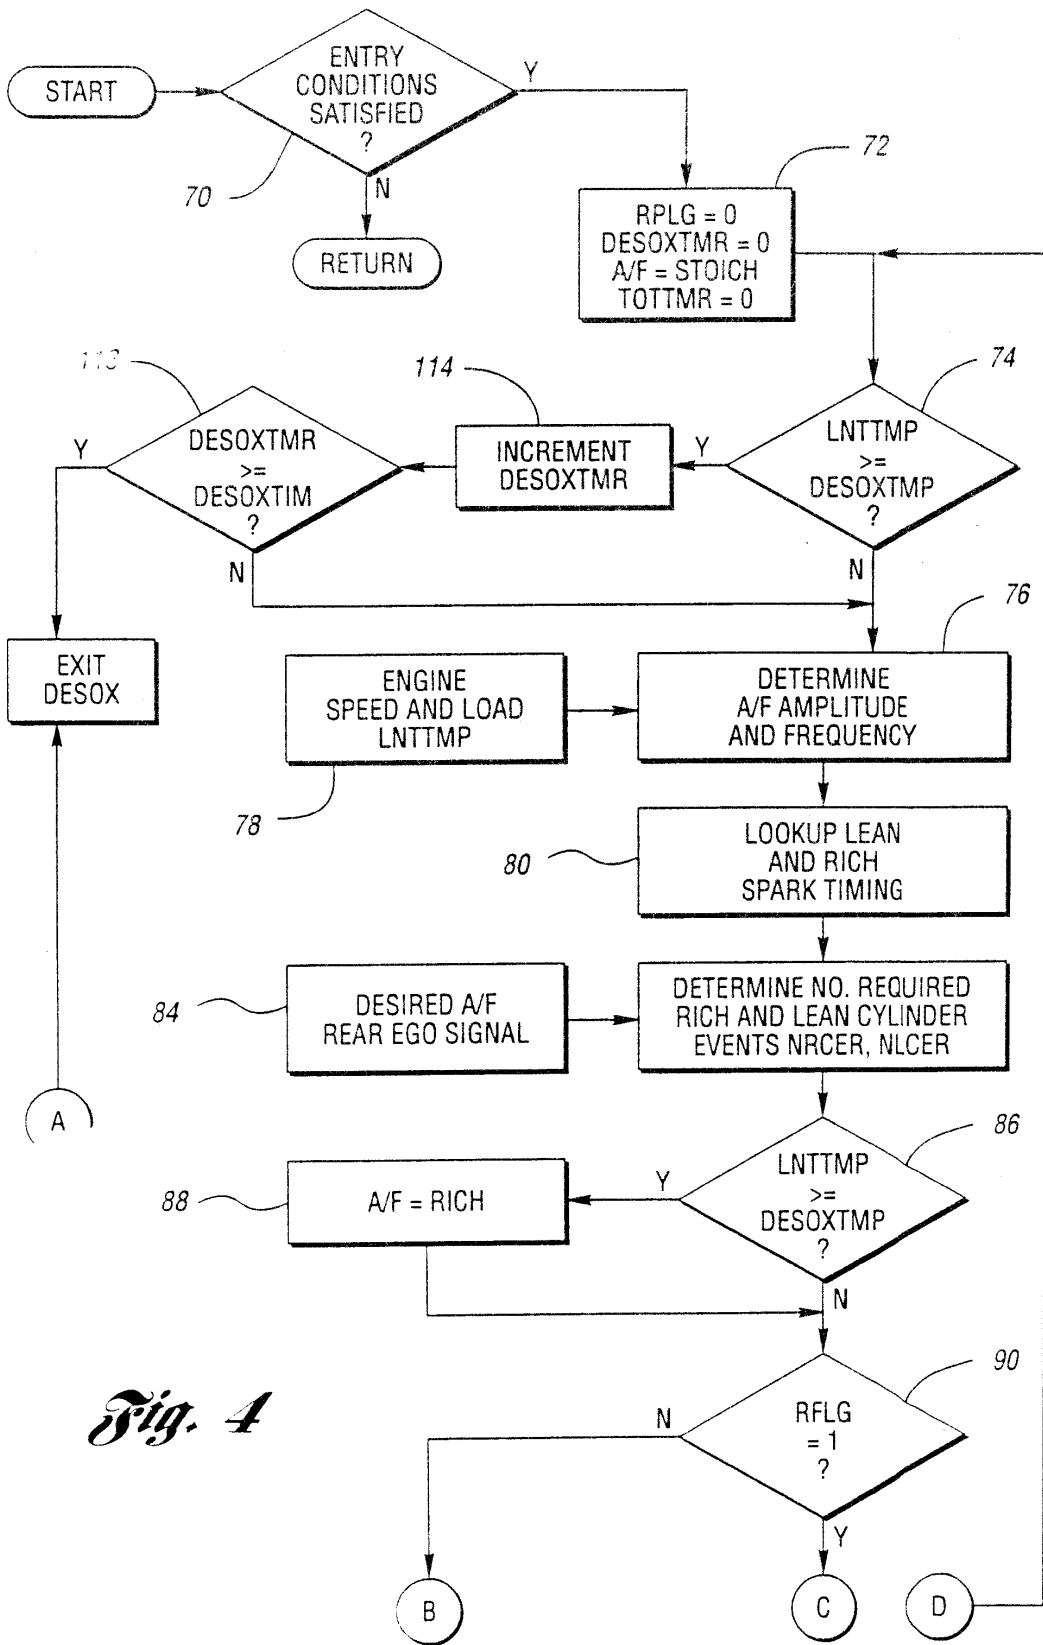 START
ENTRY
CONDITIONS
SATISFIED
?
Y
N
70
RETURN
72
RPLG = 0
DESOXTMR = 0
A/F = STOICH
TOTTMR = 0
74
LNTTMP
>=
DESOXTMP
?
Y
N
114
INCREMENT
DESOXTMR
DESOXTMR
>=
DESOXTIM
?
Y
N
EXIT
DESOX
76
DETERMINE
A/F AMPLITUDE
AND FREQUENCY
ENGINE
SPEED AND LOAD
LNTTMP
78
80
LOOKUP LEAN
AND RICH
SPARK TIMING
84
DESIRED A/F
REAR EGO SIGNAL
DETERMINE NO. REQUIRED
RICH AND LEAN CYLINDER
EVENTS NRCER, NLCER
A
86
LNTTMP
>=
DESOXTMP
?
Y
N
88
A/F = RICH
90
RFLG
= 1
?
N
Y
B
C
D
Fig. 4